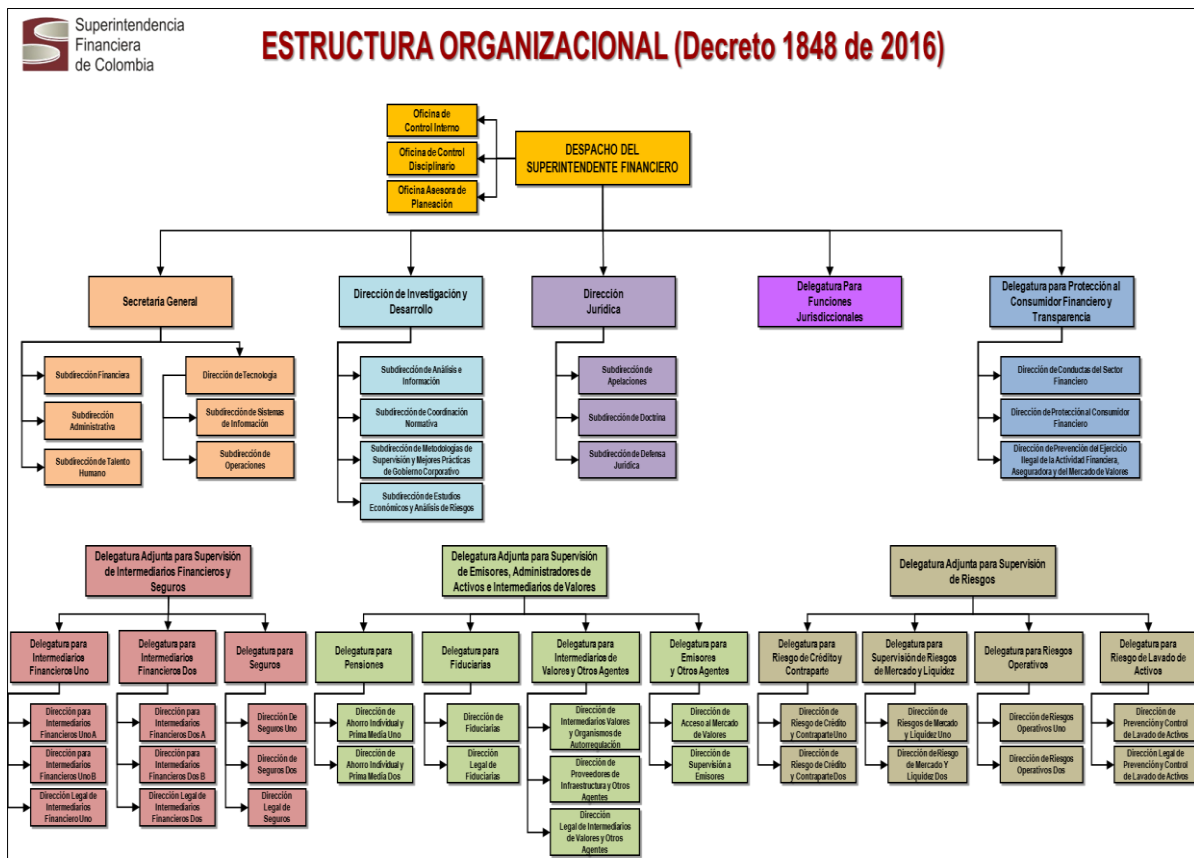 Superintendencia
Financiera
de Colombia
ESTRUCTURA ORGANIZACIONAL (Decreto 1848 de 2016)
Oficina de
Control Interno
Oficina de Control
Disciplinario
Oficina Asesora de
Planeación
DESPACHO DEL
SUPERINTENDENTE FINANCIERO
Secretaria General
Dirección de Investigación y
Desarrollo
Dirección
Jurídica
Delegatura Para
Funciones
Jurisdiccionales
Delegatura para Protección al
Consumidor Financiero y
Transparencia
Subdirección Financiera
Subdirección
Administrativa
Subdirección de Talento
Humano
Dirección de Tecnología
Subdirección de Sistemas
de Información
Subdirección de
Operaciones
Subdirección de Análisis e
Información
Subdirección de Coordinación
Normativa
Subdirección de Metodologías de
Supervisión y Mejores Prácticas
de Gobierno Corporativo
Subdirección de Estudios
Económicos y Análisis de Riesgos
Subdirección de
Apelaciones
Subdirección de Doctrina
Subdirección de Defensa
Jurídica
Dirección de Conductas del Sector
Financiero
Dirección de Protección al Consumidor
Financiero
Dirección de Prevención del Ejercicio
Ilegal de la Actividad Financiera,
Aseguradora y del Mercado de Valores
Delegatura Adjunta para Supervisión
de Intermediarios Financieros y
Seguros
Delegatura Adjunta para Supervisión
de Emisores, Administradores de
Activos e Intermediarios de Valores
Delegatura Adjunta para Supervisión
de Riesgos
Delegatura para
Intermediarios
Financieros Uno
Delegatura para
Intermediarios
Financieros Dos
Delegatura para
Seguros
Delegatura para
Pensiones
Delegatura para
Fiduciarias
Delegatura para
Intermediarios de
Valores y Otros Agentes
Delegatura para
Emisores
y Otros Agentes
Delegatura para
Riesgo de Crédito y
Contraparte
Delegatura para
Supervisión de Riesgos
de Mercado y Liquidez
Delegatura para Riesgos
Operativos
Delegatura para
Riesgo de Lavado de
Activos
Dirección para
Intermediarios
Financieros Uno A
Dirección para
Intermediarios
Financieros Uno B
Dirección Legal de
Intermediarios
Financiero Uno
Dirección para
Intermediarios
Financieros Dos A
Dirección para
Intermediarios
Financieros Dos B
Dirección Legal de
Intermediarios
Financieros Dos
Dirección De
Seguros Uno
Dirección de
Seguros Dos
Dirección
Legal de
Seguros
Dirección de
Ahorro Individual y
Prima Media Uno
Dirección de
Ahorro Individual y
Prima Media Dos
Dirección de
Fiduciarias
Dirección
Legal de
Fiduciarias
Dirección de
Intermediarios Valores
y Organismos de
Autorregulación
Dirección de
Proveedores de
Infraestructura y Otros
Agentes
Dirección
Legal de Intermediarios
de Valores y Otros
Agentes
Dirección de
Acceso al Mercado de
Valores
Dirección de
Supervisión a
Emisores
Dirección de
Riesgo de Crédito
y Contraparte Uno
Dirección de
Riesgo de Crédito
y Contraparte Dos
Dirección de
Riesgos de Mercado
y Liquidez Uno
Dirección de Riesgo
de Mercado Y
Liquidez Dos
Dirección de Riesgos
Operativos Uno
Dirección de Riesgos
Operativos Dos
Dirección de
Prevención y Control
de Lavado de Activos
Dirección Legal de
Prevención y Control
de Lavado de Activos